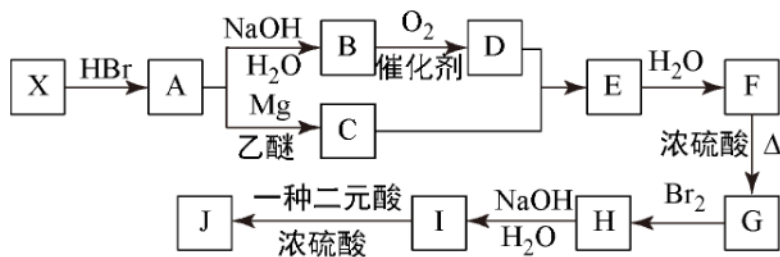 X HBr A NaOH H₂O B O₂ 催化剂 D
Mg 乙醚 C
E H₂O F
浓硫酸 Δ
J 一种二元酸 浓硫酸 I NaOH H₂O H Br₂ G